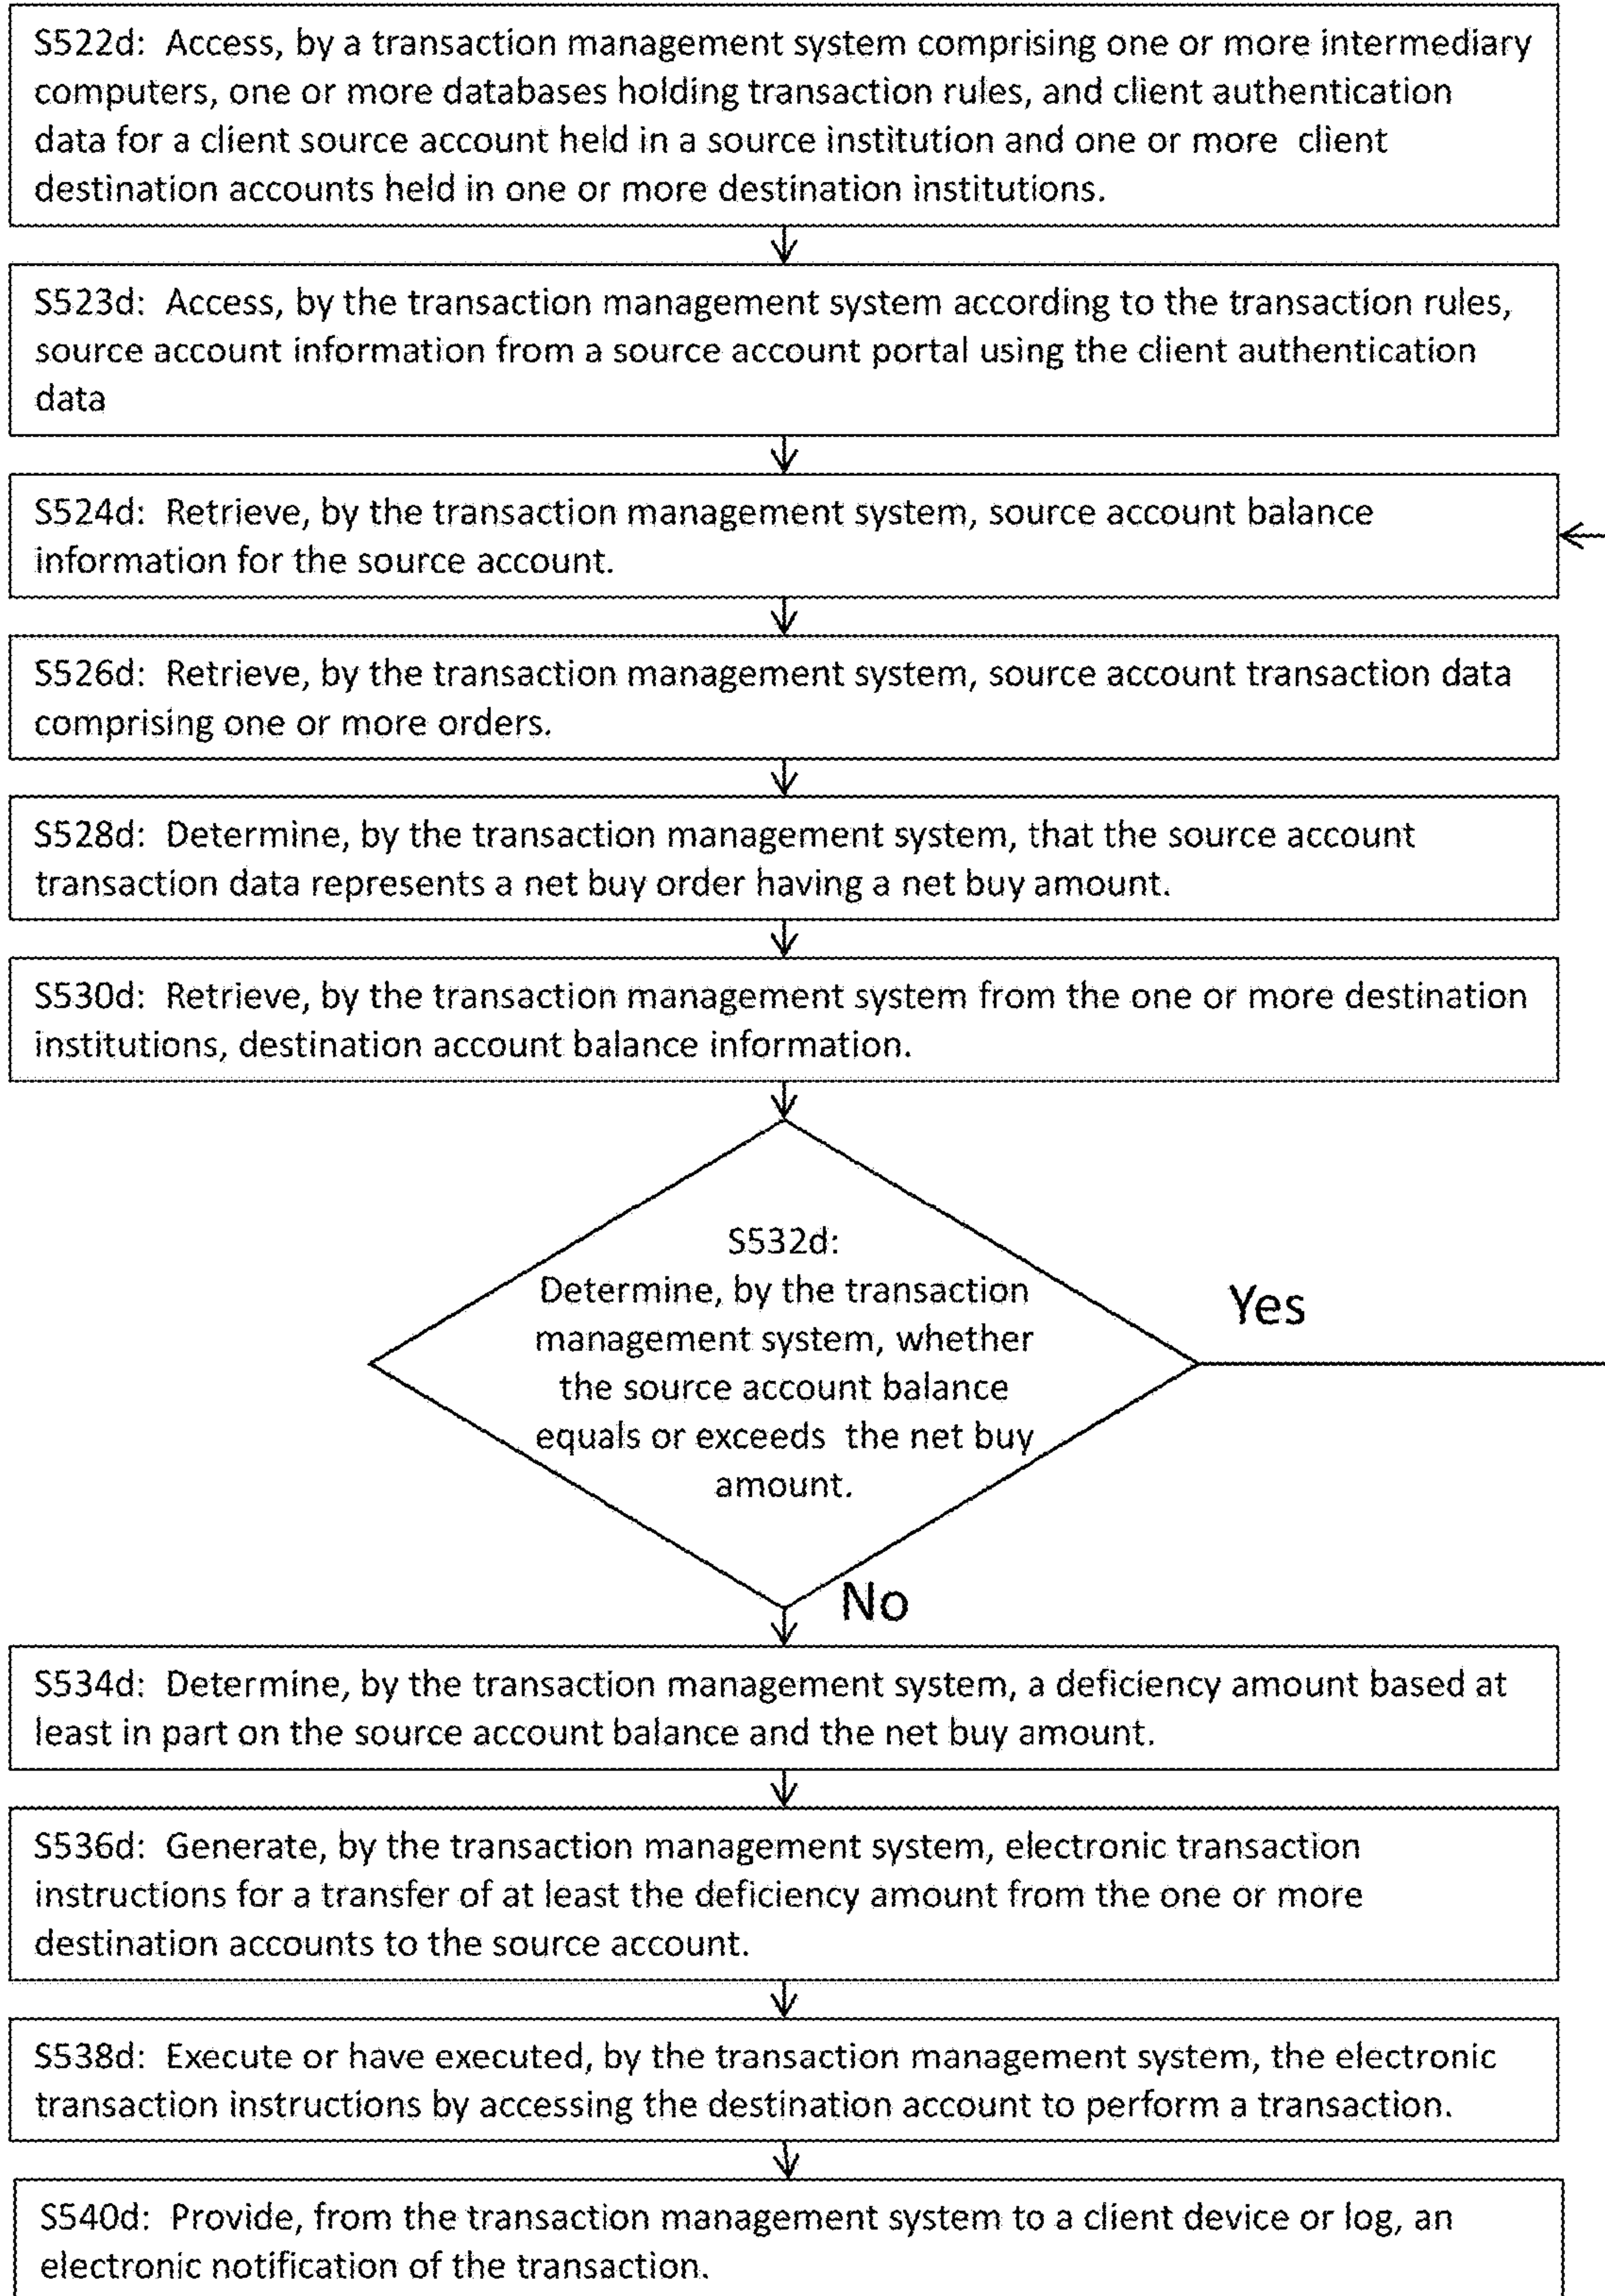 S522d: Access, by a transaction management system comprising one or more intermediary
computers, one or more databases holding transaction rules, and client authentication
data for a client source account held in a source institution and one or more client
destination accounts held in one or more destination institutions.
S523d: Access, by the transaction management system according to the transaction rules,
source account information from a source account portal using the client authentication
data
S524d: Retrieve, by the transaction management system, source account balance
information for the source account.
S526d: Retrieve, by the transaction management system, source account transaction data
comprising one or more orders.
S528d: Determine, by the transaction management system, that the source account
transaction data represents a net buy order having a net buy amount.
S530d: Retrieve, by the transaction management system from the one or more destination
institutions, destination account balance information.
S532d:
Determine, by the transaction
management system, whether
the source account balance
equals or exceeds the net buy
amount.
Yes
No
S534d: Determine, by the transaction management system, a deficiency amount based at
least in part on the source account balance and the net buy amount.
S536d: Generate, by the transaction management system, electronic transaction
instructions for a transfer of at least the deficiency amount from the one or more
destination accounts to the source account.
S538d: Execute or have executed, by the transaction management system, the electronic
transaction instructions by accessing the destination account to perform a transaction.
S540d: Provide, from the transaction management system to a client device or log, an
electronic notification of the transaction.